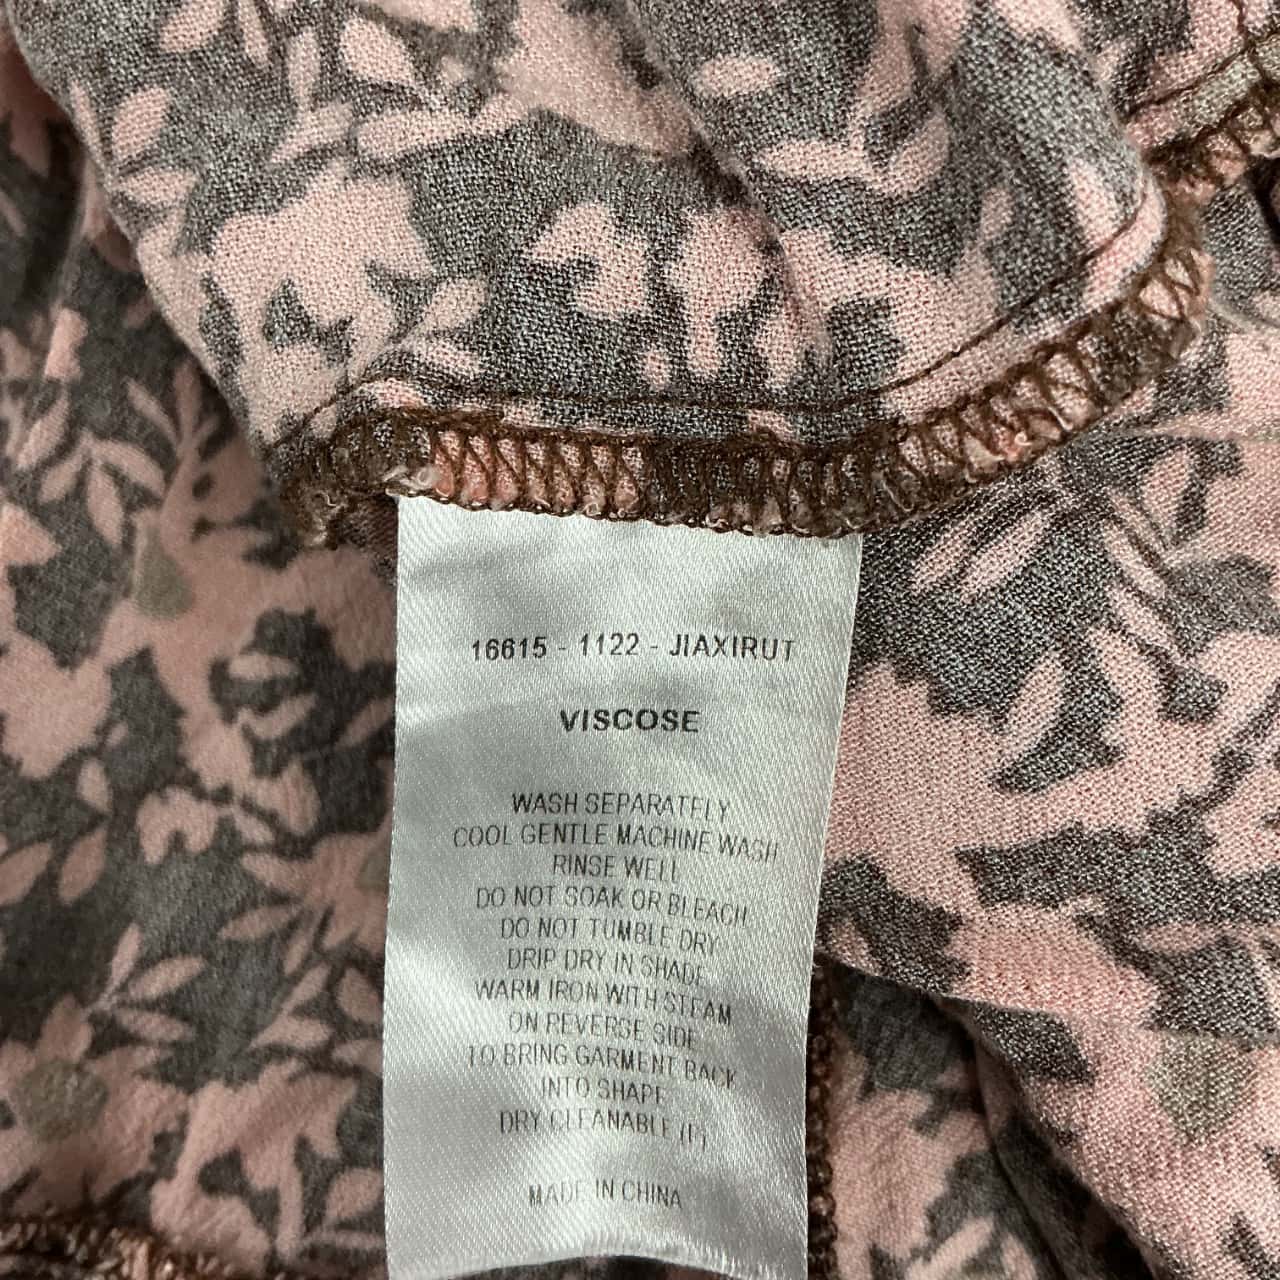 16615 - 1122 - JIAXIRUT
VISCOSE
WASH SEPARATELY
COOL GENTLE MACHINE WASH
RINSE WELL
DO NOT SOAK OR BLEACH
DO NOT TUMBLE DRY
DRIP DRY IN SHADE
WARM IRON WITH STEAM
ON REVERSE SIDE
TO BRING GARMENT BACK
INTO SHAPE
DRY CLEANABLE (P)
MADE IN CHINA